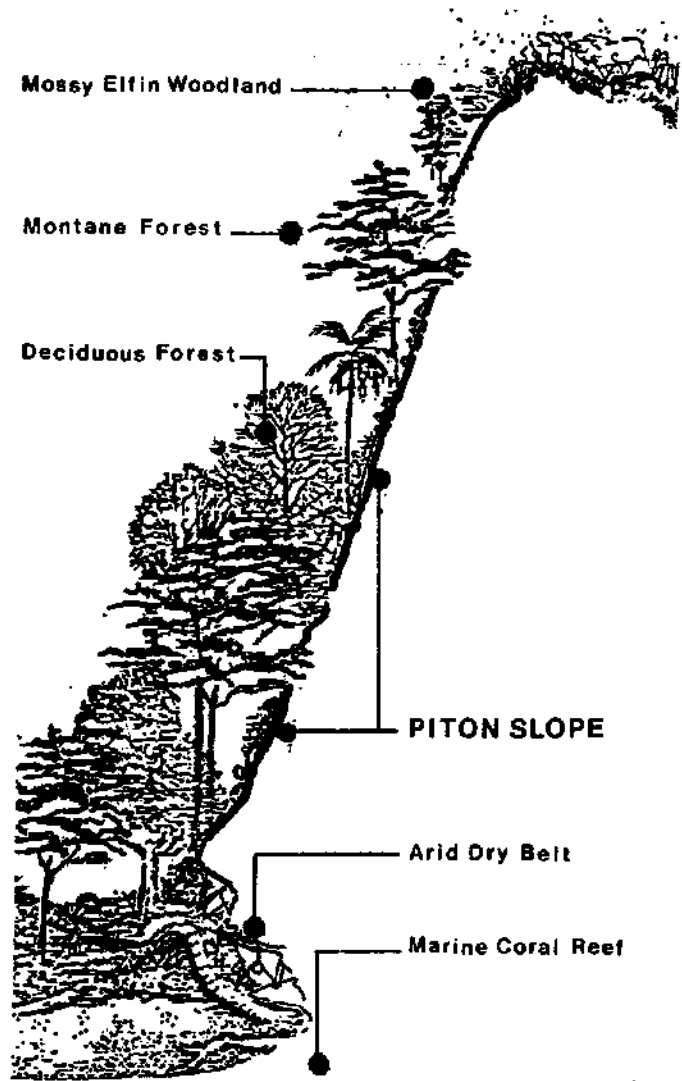 Mossy Elfin Woodland
Montane Forest
Deciduous Forest
PITON SLOPE
Arid Dry Belt
Marine Coral Reef